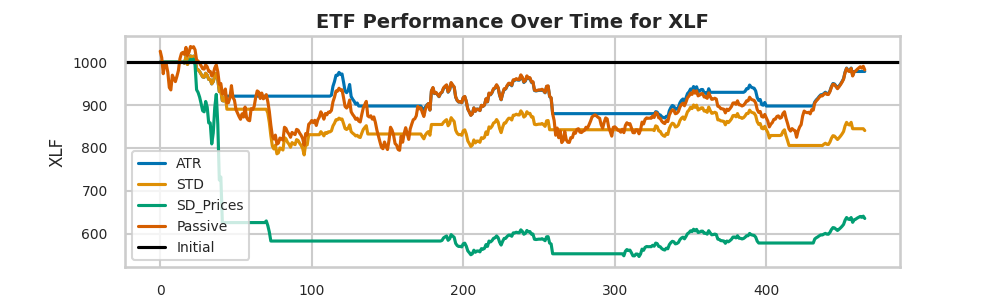 ETF Performance Over Time for XLF
XLF
1000
900
800
700
600
ATR
STD
SD_Prices
Passive
Initial
0
100
200
300
400